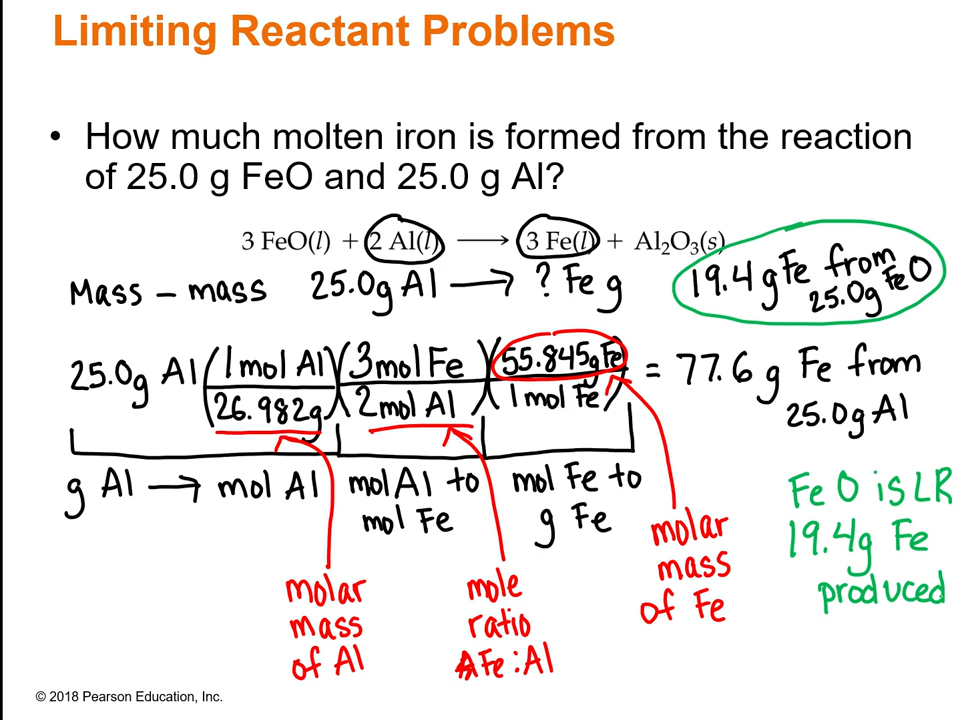 Limiting Reactant Problems
• How much molten iron is formed from the reaction
of 25.0 g FeO and 25.0 g Al?
3 FeO(l) + 2 Al(l) ⟶ 3 Fe(l) + Al₂O₃(s)
Mass - mass 25.0g Al → ? Fe g
19.4 g Fe from
25.0g FeO
25.0g Al (1 mol Al / 26.982g)(3 mol Fe / 2 mol Al)(55.845g Fe / 1 mol Fe) = 77.6 g Fe from
25.0g Al
g Al → mol Al
mol Al to
mol Fe
mol Fe to
g Fe
molar
mass
of Al
mole
ratio
Fe:Al
molar
mass
of Fe
FeO is LR
19.4g Fe
produced
© 2018 Pearson Education, Inc.